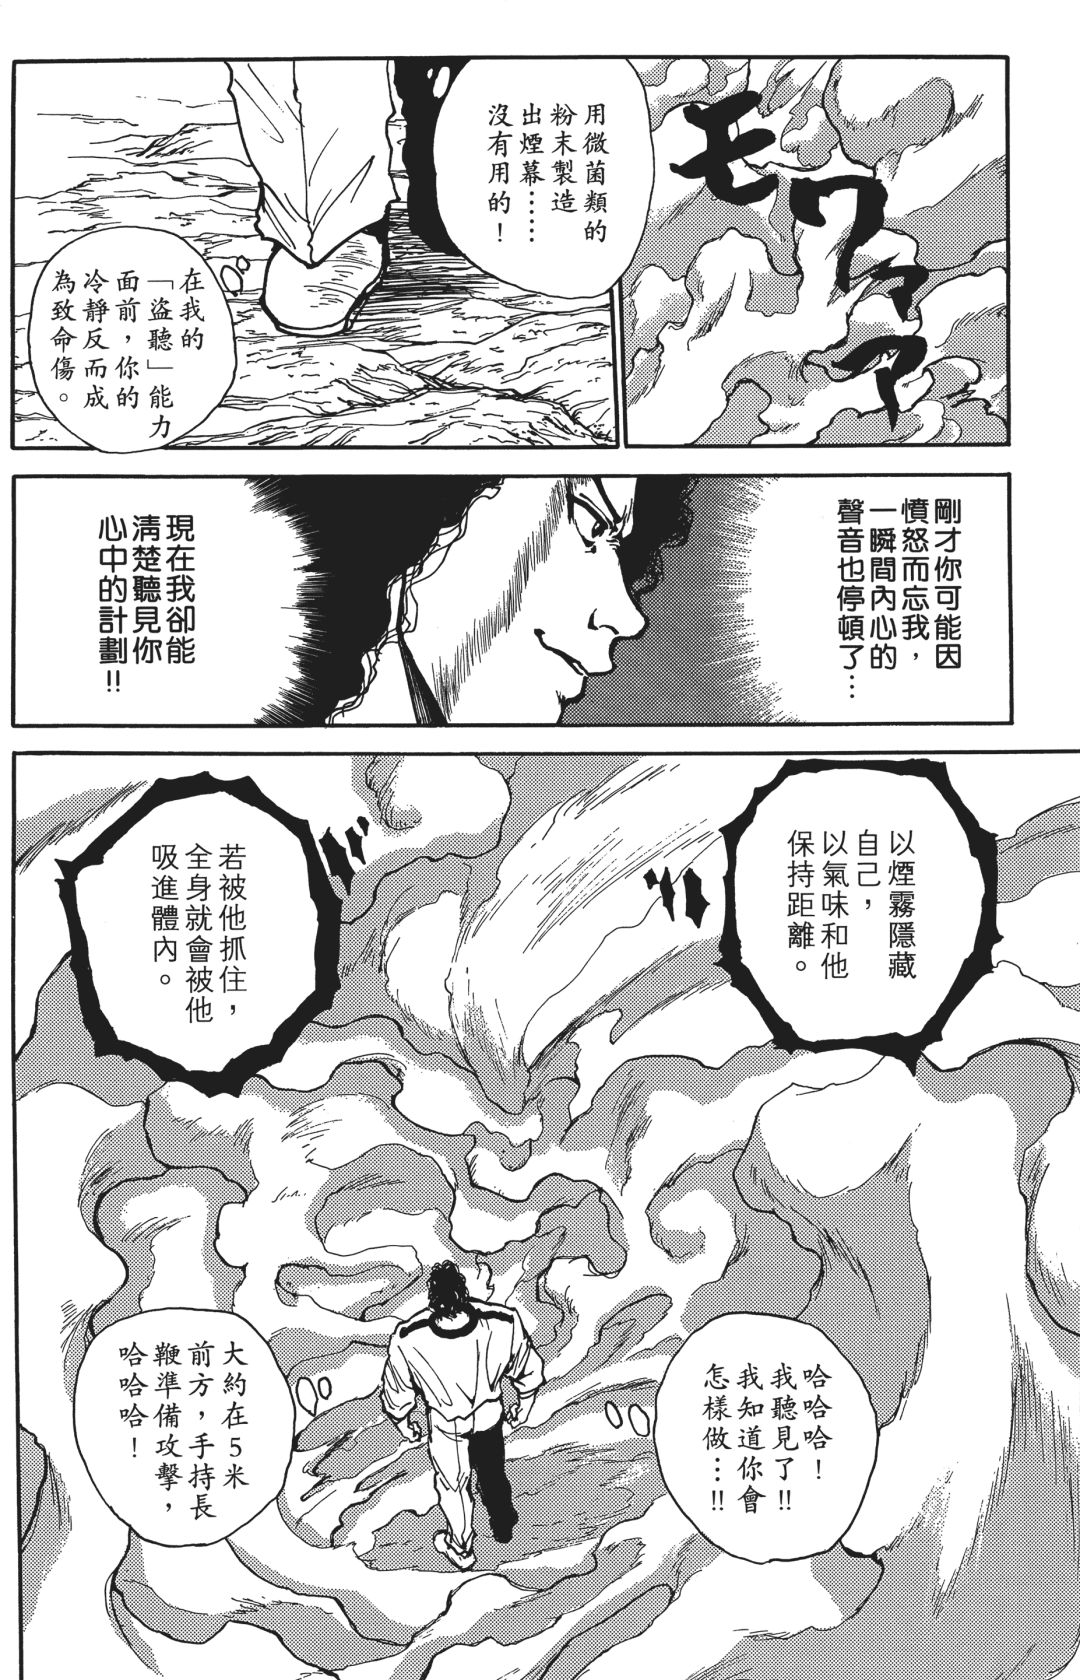 モワァァ
用微菌類的
粉末製造
出煙幕……
沒有用的！
在我的
「盜聽」能力
面前，你的
冷靜反而成
為致命傷。
剛才你可能因
憤怒而忘我，
一瞬間內心的
聲音也停頓了…
現在我卻能
清楚聽見你
心中的計劃!!
以煙霧隱藏
自己，
以氣味和他
保持距離。
若被他抓住，
全身就會被他
吸進體內。
哈哈哈！
我聽見了!!
我知道你會
怎樣做…!!
大約在5米
前方，手持長
鞭準備攻擊，
哈哈哈！